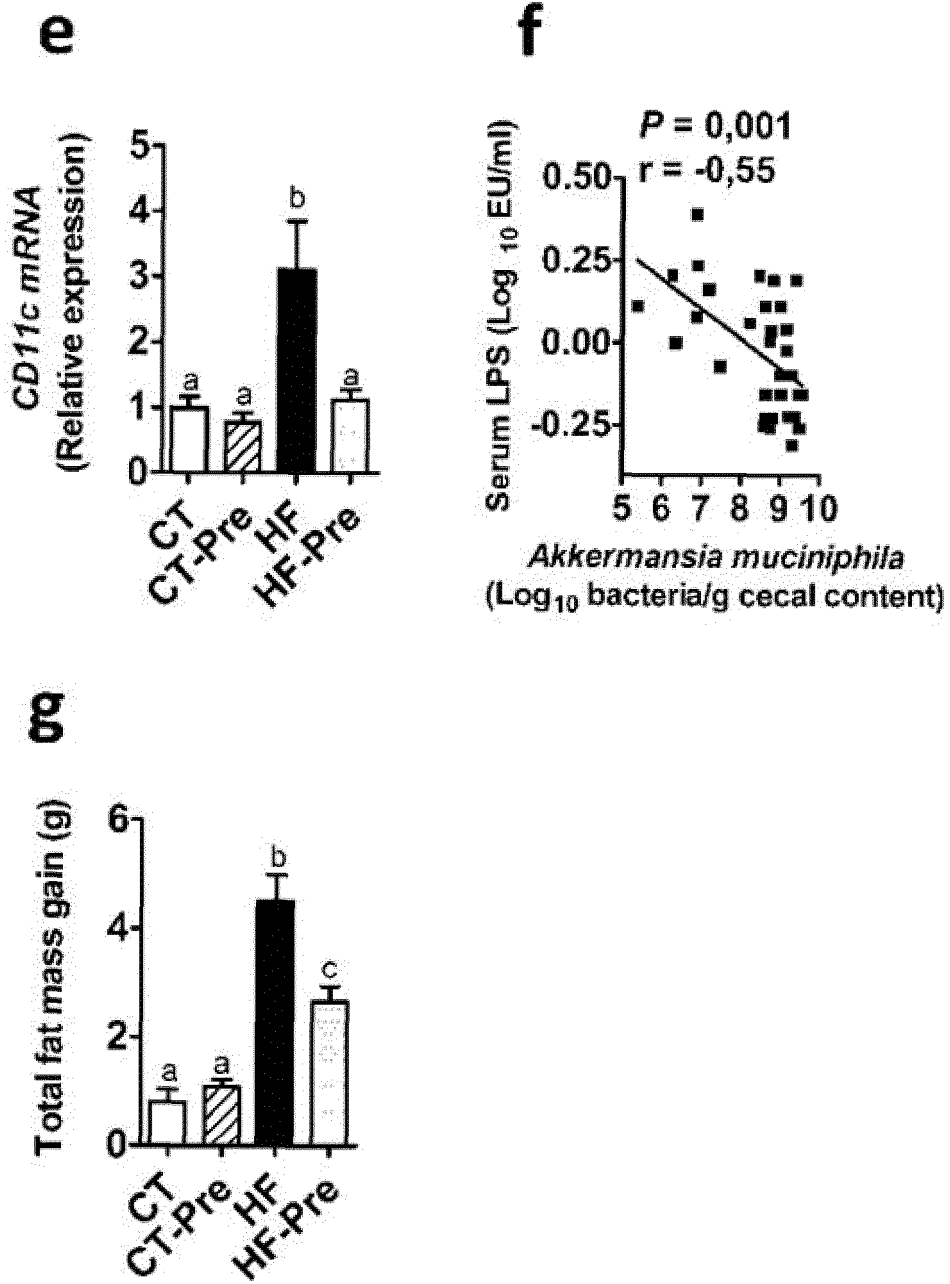 e
CD11c mRNA
(Relative expression)
5
4
3
2
1
0
a
a
b
a
CT
CT-Pre
HF
HF-Pre
f
P = 0,001
r = -0,55
Serum LPS (Log 10 EU/ml)
0.50
0.25
0.00
-0.25
5 6 7 8 9 10
Akkermansia muciniphila
(Log10 bacteria/g cecal content)
g
Total fat mass gain (g)
6
4
2
0
a
a
b
c
CT
CT-Pre
HF
HF-Pre